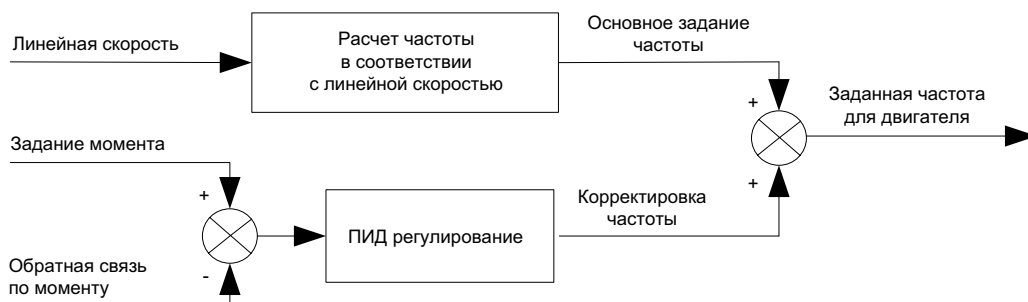 Линейная скорость
Расчет частоты
в соответствии
с линейной скоростью
Основное задание
частоты
+
Заданная частота
для двигателя
Задание момента
+
+
ПИД регулирование
Корректировка
частоты
Обратная связь
по моменту
-